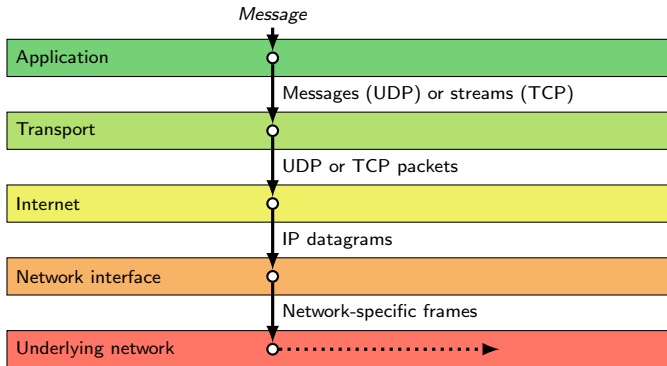 Message
Application
Messages (UDP) or streams (TCP)
Transport
UDP or TCP packets
Internet
IP datagrams
Network interface
Network-specific frames
Underlying network